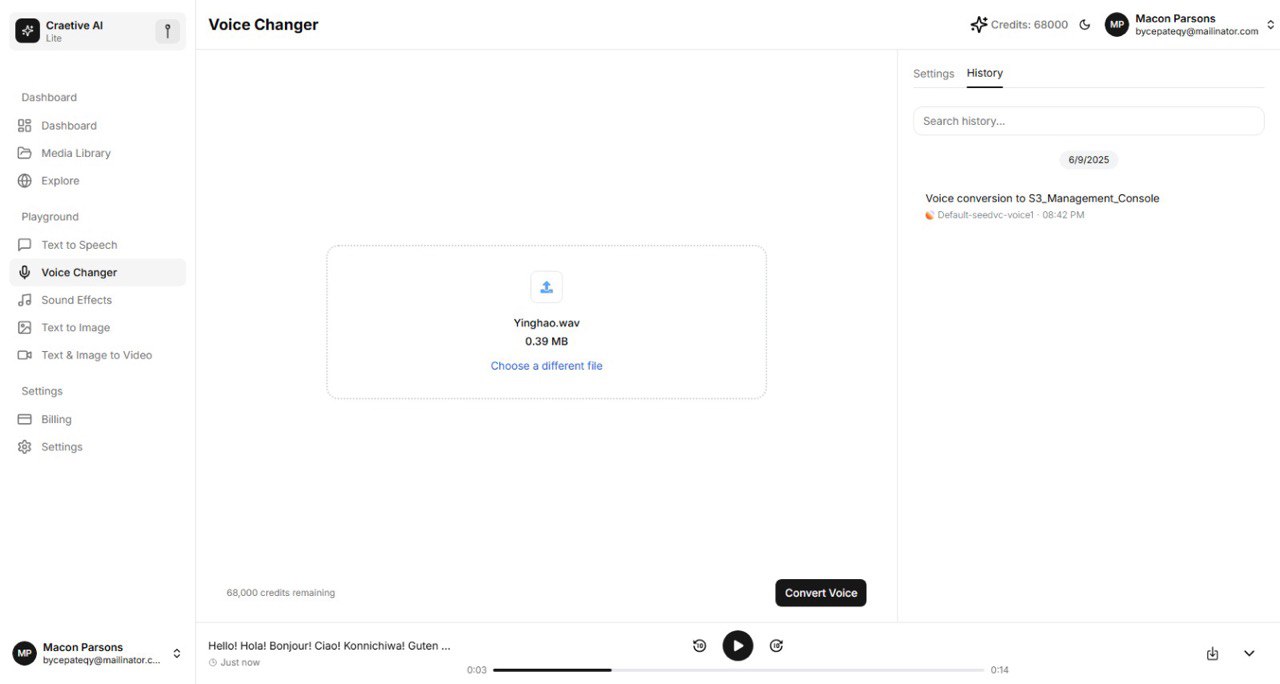 Craetive AI
Lite
Dashboard
Dashboard
Media Library
Explore
Playground
Text to Speech
Voice Changer
Sound Effects
Text to Image
Text & Image to Video
Settings
Billing
Settings
MP
Macon Parsons
bycepateqy@mailinator.c...
Voice Changer
Credits: 68000
MP
Macon Parsons
bycepateqy@mailinator.com
Yinghao.wav
0.39 MB
Choose a different file
68,000 credits remaining
Convert Voice
Settings History
Search history...
6/9/2025
Voice conversion to S3_Management_Console
Default-seedvc-voice1 · 08:42 PM
Hello! Hola! Bonjour! Ciao! Konnichiwa! Guten ...
Just now
10
10
0:03
0:14